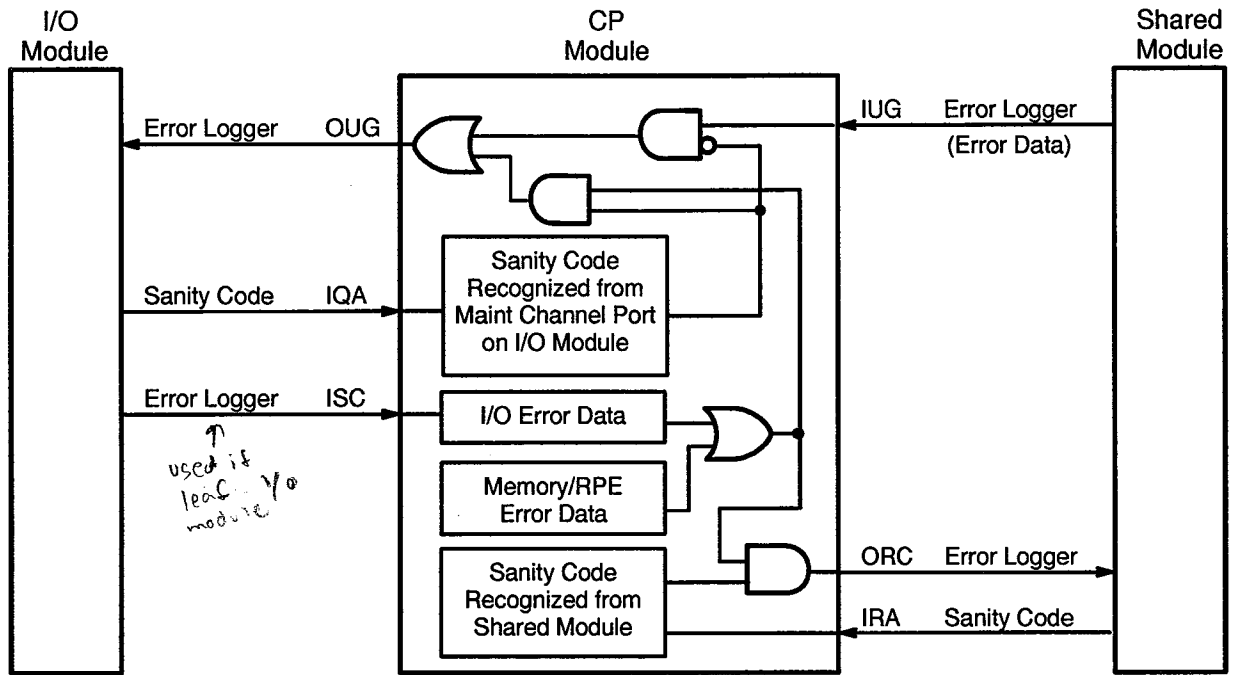 I/O
Module
CP
Module
Shared
Module
Error Logger OUG
IUG Error Logger
(Error Data)
Sanity Code IQA
Sanity Code
Recognized from
Maint Channel Port
on I/O Module
Error Logger ISC
I/O Error Data
used if
leaf I/O
module
Memory/RPE
Error Data
Sanity Code
Recognized from
Shared Module
ORC Error Logger
IRA Sanity Code